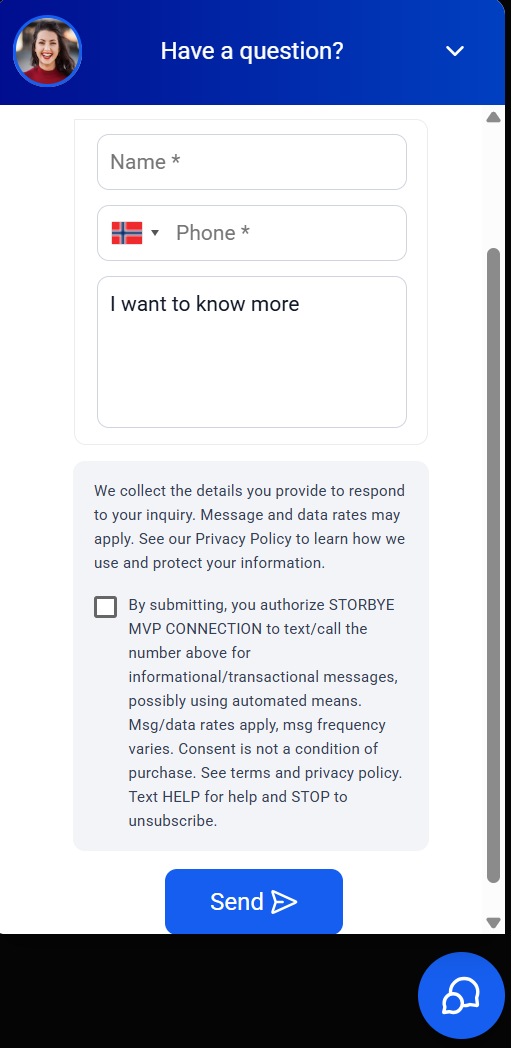 Have a question?
Name *
Phone *
I want to know more
We collect the details you provide to respond
to your inquiry. Message and data rates may
apply. See our Privacy Policy to learn how we
use and protect your information.
By submitting, you authorize STORBYE
MVP CONNECTION to text/call the
number above for
informational/transactional messages,
possibly using automated means.
Msg/data rates apply, msg frequency
varies. Consent is not a condition of
purchase. See terms and privacy policy.
Text HELP for help and STOP to
unsubscribe.
Send